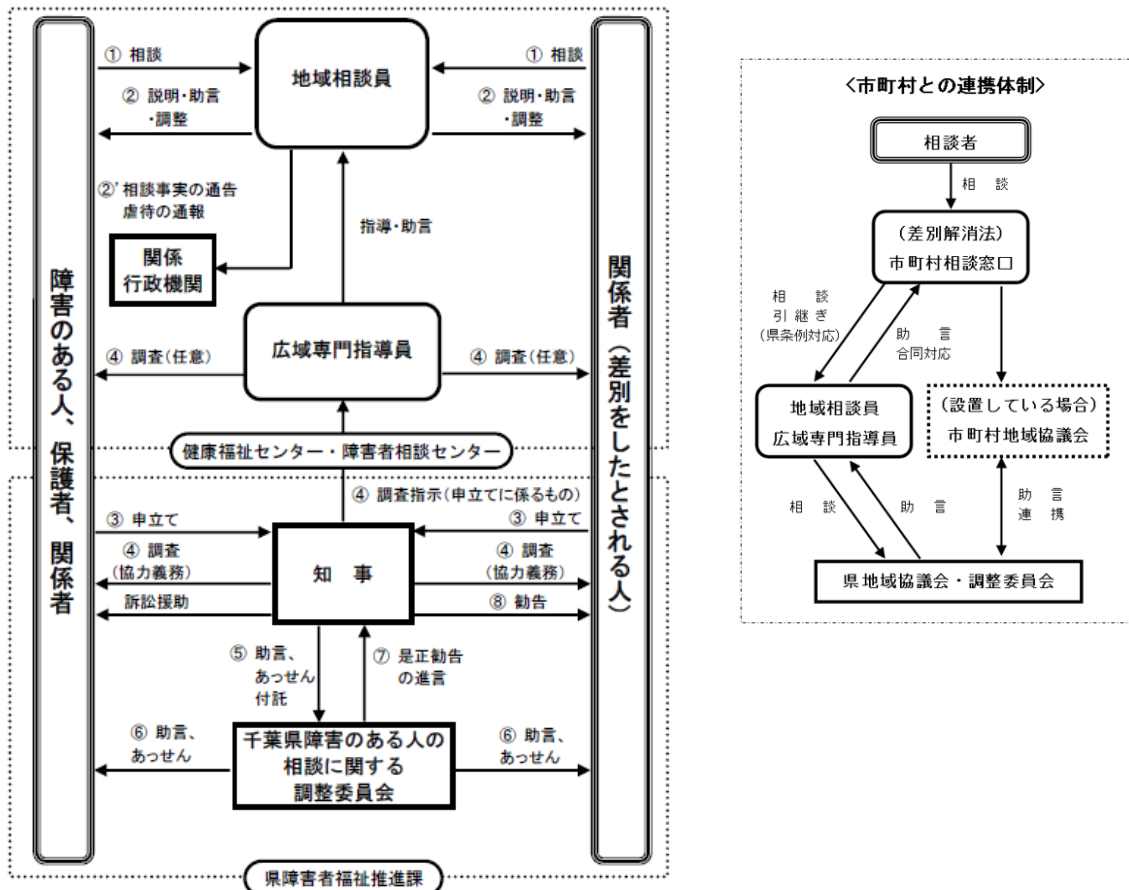 障害のある人、保護者、関係者
① 相談
地域相談員
① 相談
② 説明・助言
・調整
② 説明・助言
・調整
②’相談事実の通告
虐待の通報
指導・助言
関係
行政機関
広域専門指導員
④ 調査(任意)
④ 調査(任意)
関係者(差別をしたとされる人)
健康福祉センター・障害者相談センター
④ 調査指示(申立てに係るもの)
③ 申立て
③ 申立て
④ 調査
(協力義務)
知 事
④ 調査
(協力義務)
訴訟援助
⑧ 勧告
⑤ 助言、
あっせん
付託
⑦ 是正勧告
の進言
⑥ 助言、
あっせん
千葉県障害のある人の
相談に関する
調整委員会
⑥ 助言、
あっせん
県障害者福祉推進課
<市町村との連携体制>
相談者
相 談
(差別解消法)
市町村相談窓口
相 談
引継ぎ
(県条例対応)
助 言
合同対応
地域相談員
広域専門指導員
(設置している場合)
市町村地域協議会
相 談
助 言
助 言
連 携
県地域協議会・調整委員会